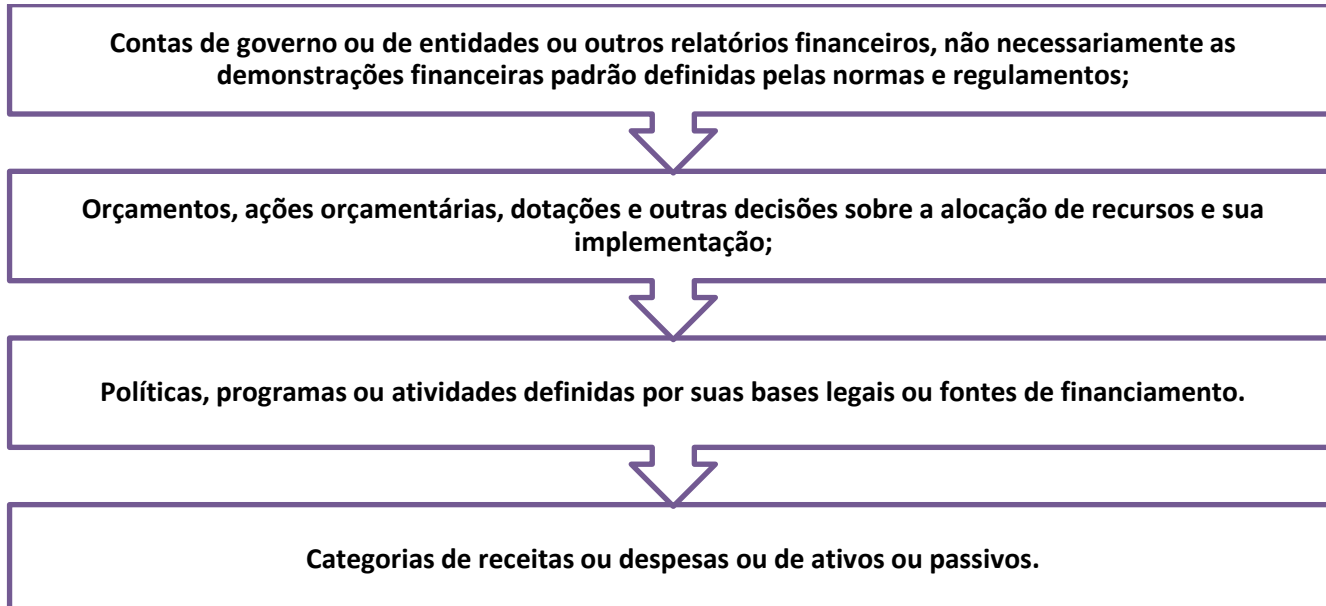 Contas de governo ou de entidades ou outros relatórios financeiros, não necessariamente as
demonstrações financeiras padrão definidas pelas normas e regulamentos;
Orçamentos, ações orçamentárias, dotações e outras decisões sobre a alocação de recursos e sua
implementação;
Políticas, programas ou atividades definidas por suas bases legais ou fontes de financiamento.
Categorias de receitas ou despesas ou de ativos ou passivos.